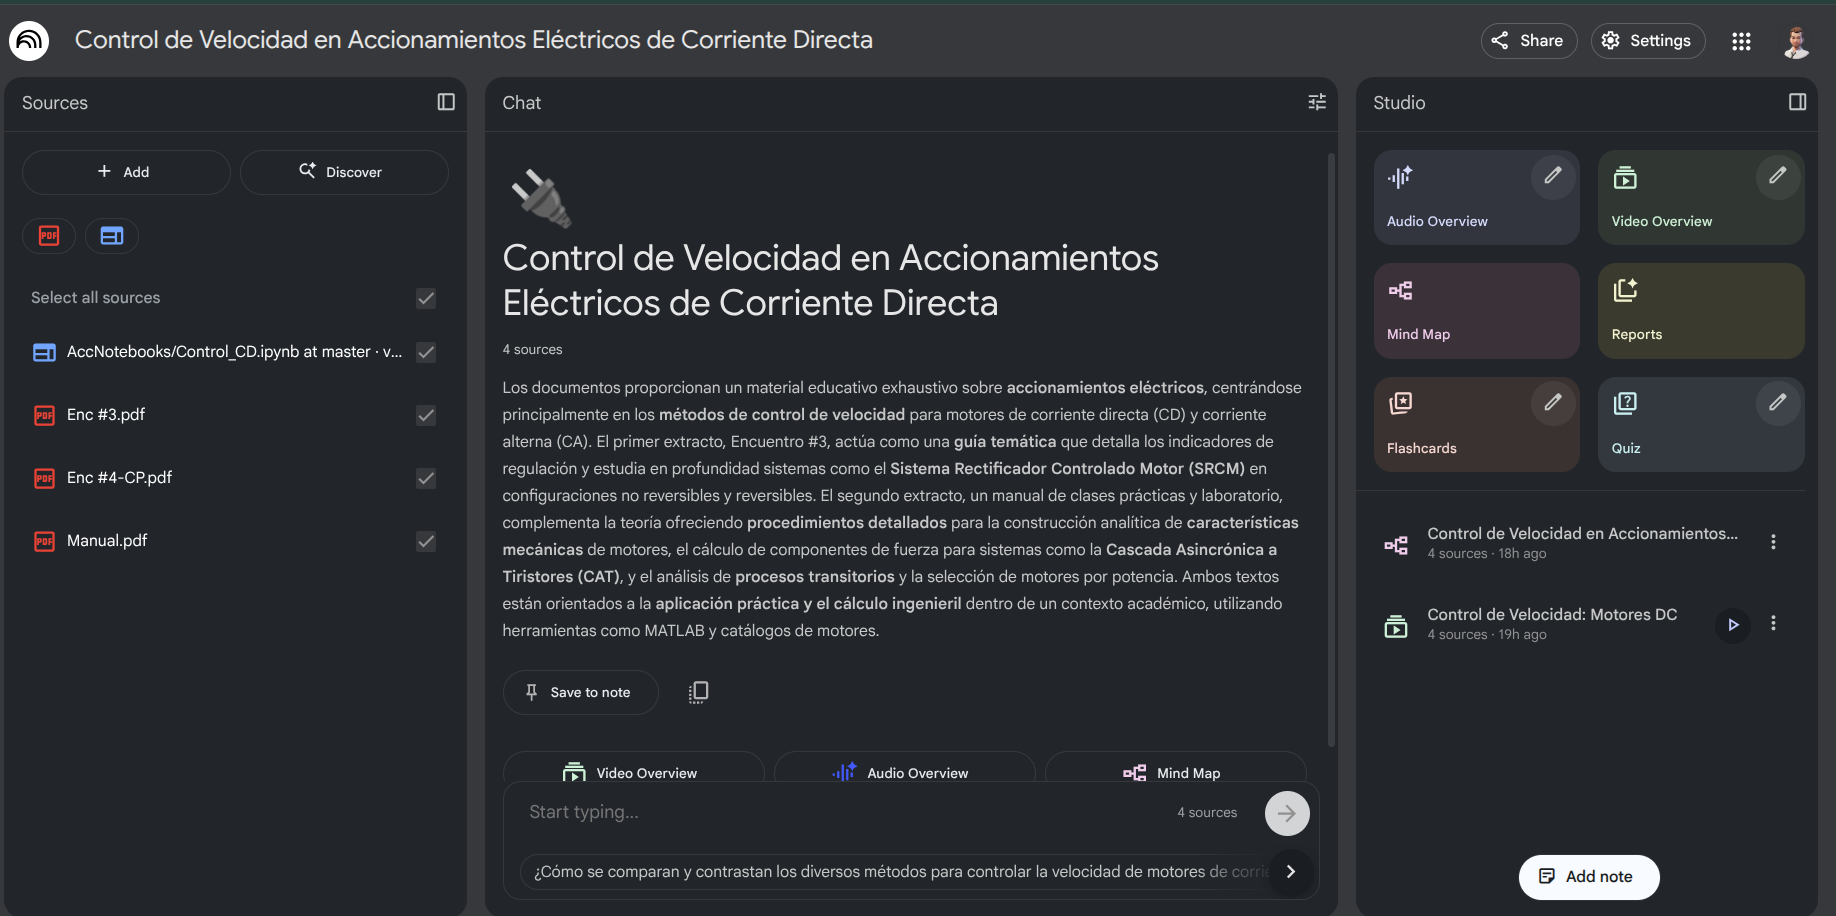 Control de Velocidad en Accionamientos Eléctricos de Corriente Directa
Share
Settings
Sources
Add
Discover
PDF
Select all sources
AccNotebooks/Control_CD.ipynb at master · v...
PDF Enc #3.pdf
PDF Enc #4-CP.pdf
PDF Manual.pdf
Chat
Control de Velocidad en Accionamientos
Eléctricos de Corriente Directa
4 sources
Los documentos proporcionan un material educativo exhaustivo sobre accionamientos eléctricos, centrándose
principalmente en los métodos de control de velocidad para motores de corriente directa (CD) y corriente
alterna (CA). El primer extracto, Encuentro #3, actúa como una guía temática que detalla los indicadores de
regulación y estudia en profundidad sistemas como el Sistema Rectificador Controlado Motor (SRCM) en
configuraciones no reversibles y reversibles. El segundo extracto, un manual de clases prácticas y laboratorio,
complementa la teoría ofreciendo procedimientos detallados para la construcción analítica de características
mecánicas de motores, el cálculo de componentes de fuerza para sistemas como la Cascada Asincrónica a
Tiristores (CAT), y el análisis de procesos transitorios y la selección de motores por potencia. Ambos textos
están orientados a la aplicación práctica y el cálculo ingenieril dentro de un contexto académico, utilizando
herramientas como MATLAB y catálogos de motores.
Save to note
Video Overview
Audio Overview
Mind Map
Start typing...
4 sources
¿Cómo se comparan y contrastan los diversos métodos para controlar la velocidad de motores de corrie
Studio
Audio Overview
Video Overview
Mind Map
Reports
Flashcards
Quiz
Control de Velocidad en Accionamientos...
4 sources · 18h ago
Control de Velocidad: Motores DC
4 sources · 19h ago
Add note